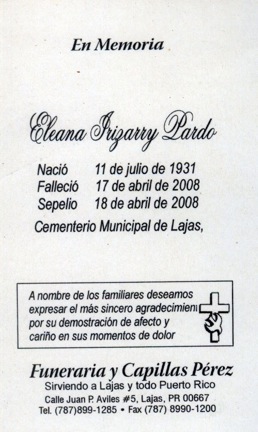 En Memoria
Eleana Irizarry Pardo
Nació 11 de julio de 1931
Falleció 17 de abril de 2008
Sepelio 18 de abril de 2008
Cementerio Municipal de Lajas,
A nombre de los familiares deseamos
expresar el más sincero agradecimien
por su demostración de afecto y
cariño en sus momentos de dolor
Funeraria y Capillas Pérez
Sirviendo a Lajas y todo Puerto Rico
Calle Juan P. Aviles #5, Lajas, PR 00667
Tel. (787)899-1285 • Fax (787) 8990-1200